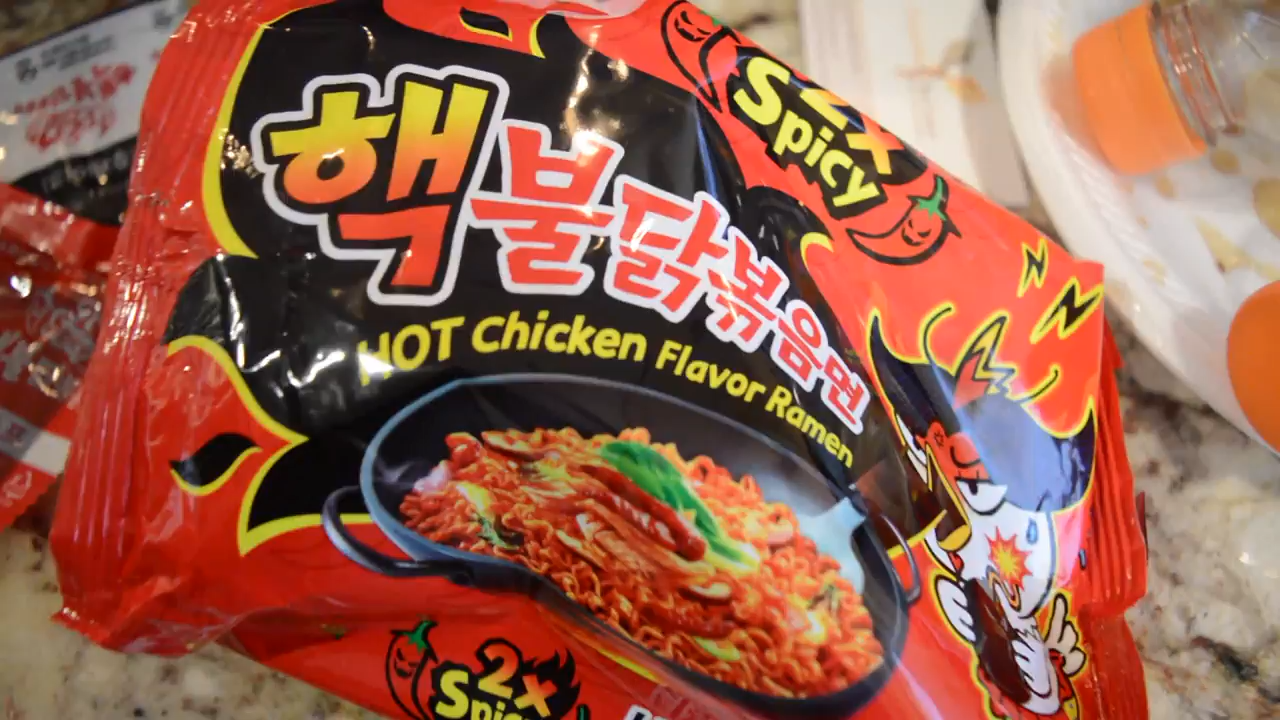 핵불닭볶음면
HOT Chicken Flavor Ramen
2x
Spicy
2x
Spicy